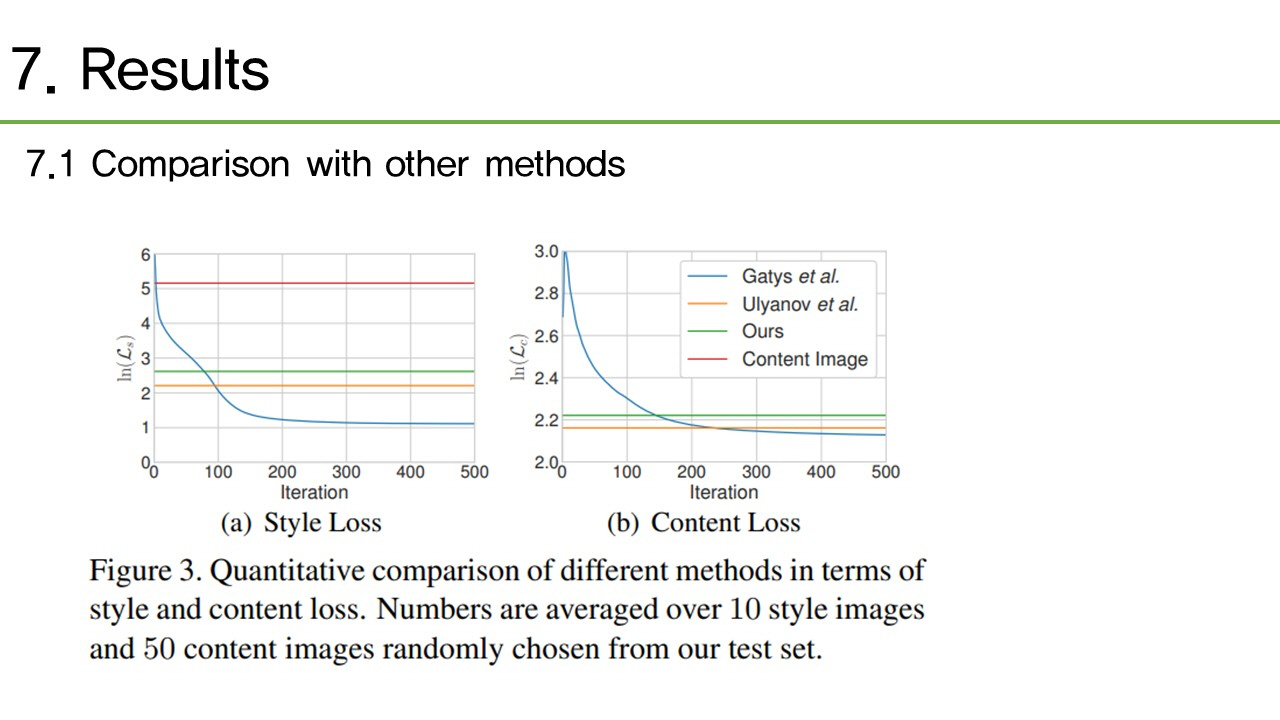 7. Results
7.1 Comparison with other methods
6
5
4
3
2
1
0
ln(ℒs)
0 100 200 300 400 500
Iteration
(a) Style Loss
3.0
2.8
2.6
2.4
2.2
2.0
ln(ℒc)
Gatys et al.
Ulyanov et al.
Ours
Content Image
0 100 200 300 400 500
Iteration
(b) Content Loss
Figure 3. Quantitative comparison of different methods in terms of
style and content loss. Numbers are averaged over 10 style images
and 50 content images randomly chosen from our test set.